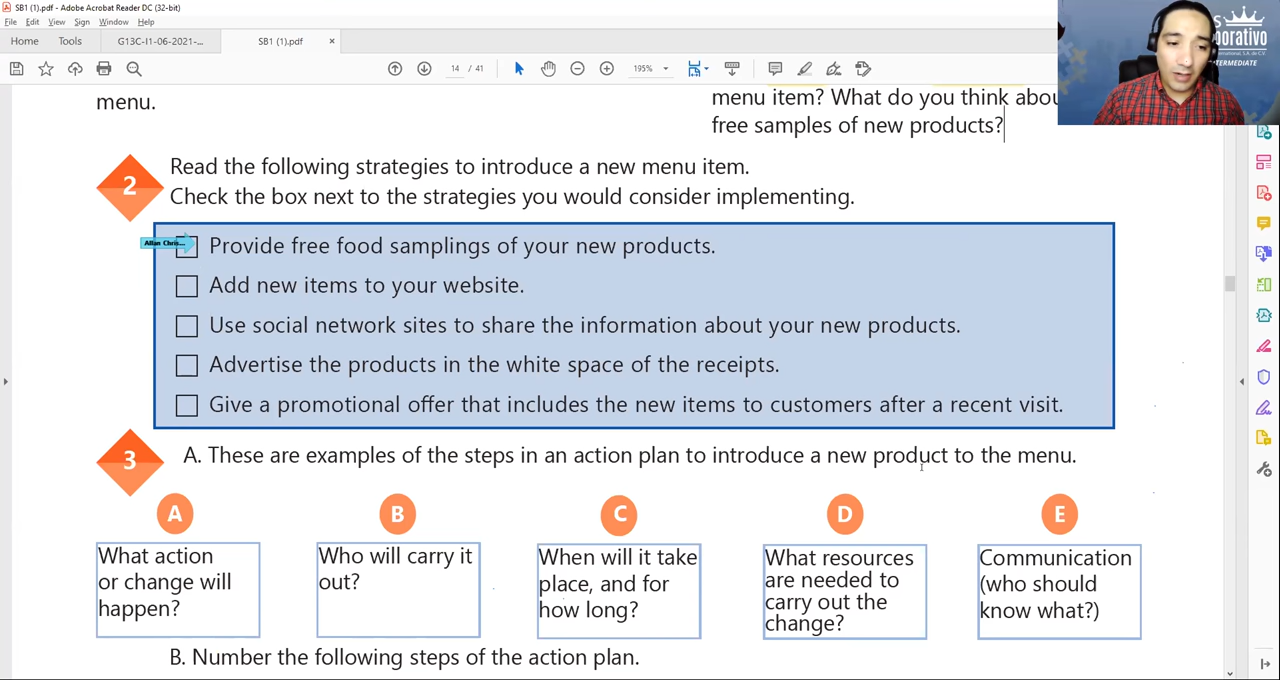 SB1 (1).pdf - Adobe Acrobat Reader DC (32-bit)
File Edit View Sign Window Help
Home Tools G13C-I1-06-2021-... SB1 (1).pdf ×
14 / 41 195%
menu.
menu item? What do you think abou
free samples of new products?
2 Read the following strategies to introduce a new menu item.
Check the box next to the strategies you would consider implementing.
Allan Chris...
Provide free food samplings of your new products.
Add new items to your website.
Use social network sites to share the information about your new products.
Advertise the products in the white space of the receipts.
Give a promotional offer that includes the new items to customers after a recent visit.
3 A. These are examples of the steps in an action plan to introduce a new product to the menu.
A B C D E
What action
or change will
happen?
Who will carry it
out?
When will it take
place, and for
how long?
What resources
are needed to
carry out the
change?
Communication
(who should
know what?)
B. Number the following steps of the action plan.
s
rporativo
International, S.A. de C.V.
TERMEDIATE